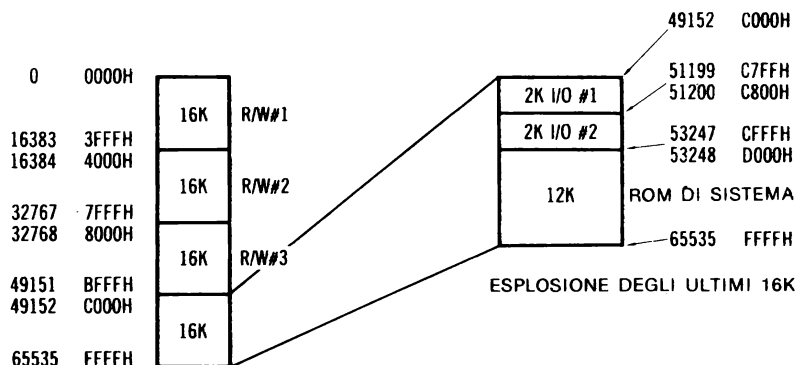 0 0000H
16K R/W#1
16383 3FFFH
16384 4000H
16K R/W#2
32767 7FFFH
32768 8000H
16K R/W#3
49151 BFFFH
49152 C000H
16K
65535 FFFFH
49152 C000H
51199 C7FFH
51200 C800H
2K I/O #1
2K I/O #2
53247 CFFFH
53248 D000H
12K ROM DI SISTEMA
65535 FFFFH
ESPLOSIONE DEGLI ULTIMI 16K